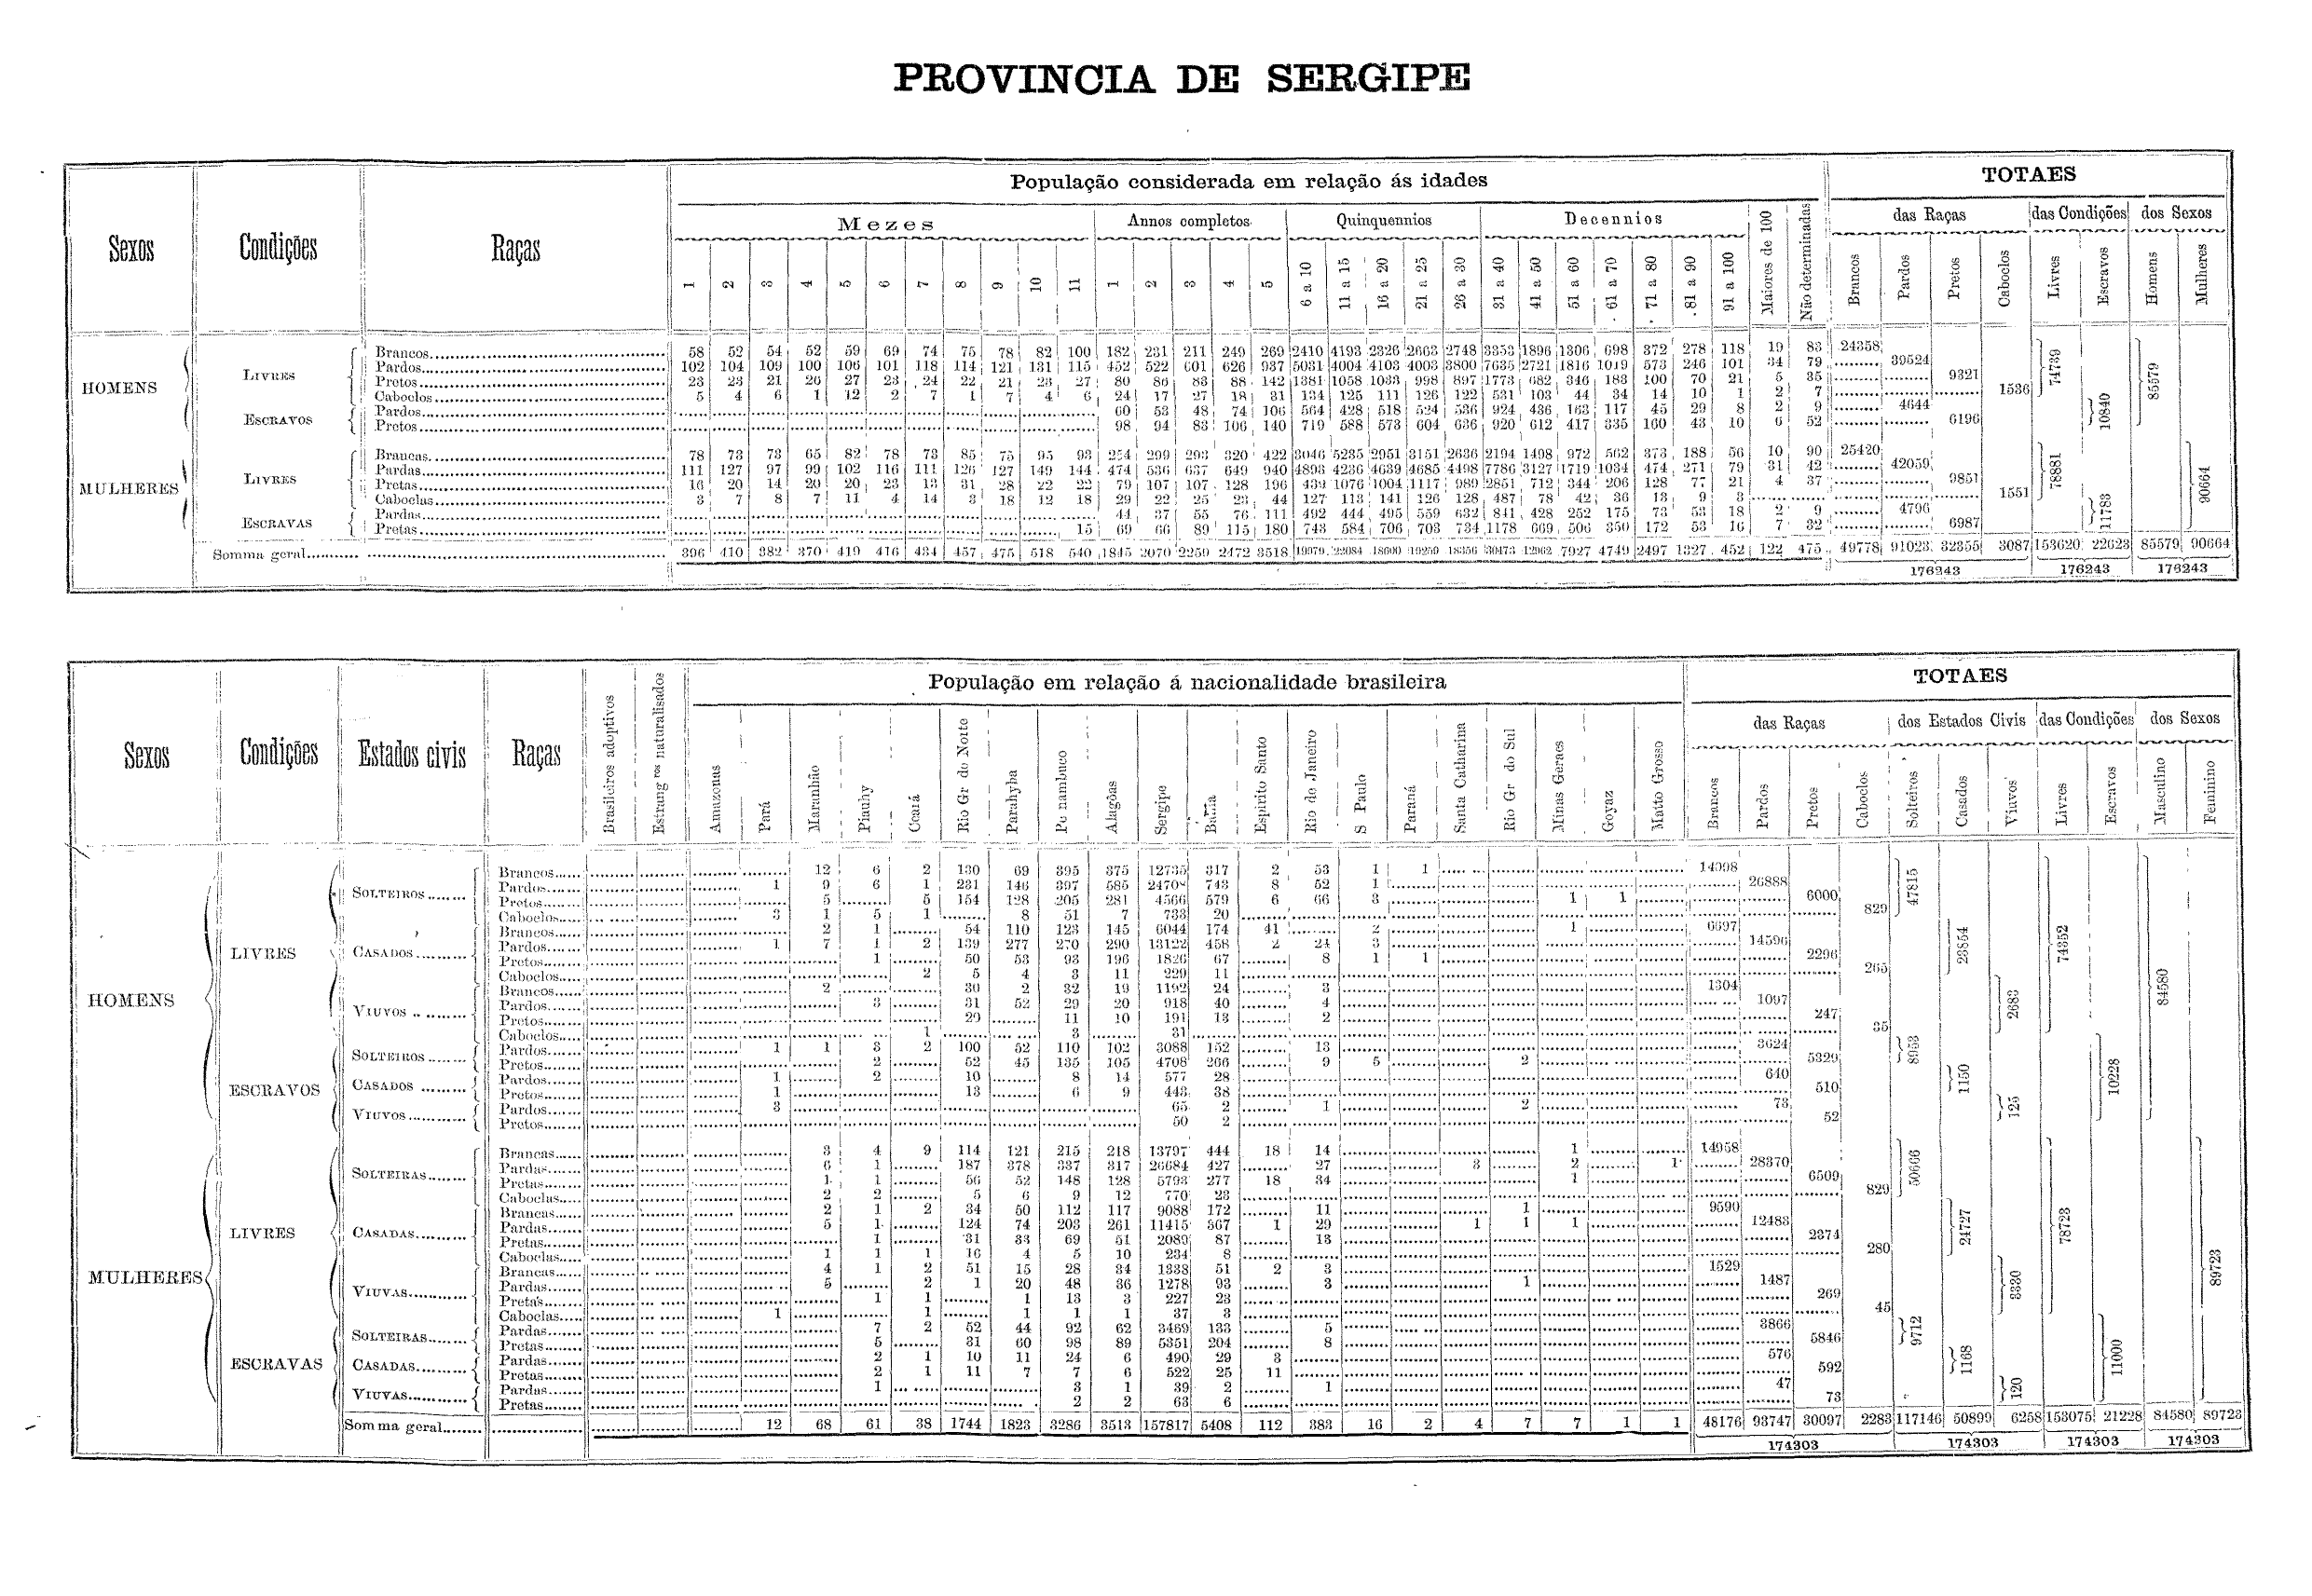 PROVINCIA DE SERGIPE
Sexos Condições Raças População considerada em relação ás idades TOTAES
Mezes Annos completos Quinquennios Decennios Maiores de 100 Não determinadas das Raças das Condições dos Sexos
1 2 3 4 5 6 7 8 9 10 11 1 2 3 4 5 6 a 10 11 a 15 16 a 20 21 a 25 26 a 30 31 a 40 41 a 50 51 a 60 61 a 70 71 a 80 81 a 90 91 a 100 Brancos Pardos Pretos Caboclos Livres Escravos Homens Mulheres
HOMENS LIVRES Brancos 58 52 54 52 59 69 74 75 78 82 100 182 231 211 249 269 2410 4193 2326 2663 2748 3353 1896 1306 698 372 278 118 19 83 24358
Pardos 102 104 109 100 106 101 118 114 121 131 115 452 522 601 626 937 5031 4004 4103 4003 3800 7635 2721 1816 1019 573 246 101 34 79 39524
Pretos 23 23 21 26 27 23 24 22 21 23 27 80 86 83 88 142 1381 1058 1033 998 897 1773 682 346 183 100 70 21 5 35 9321
Caboclos 5 4 6 1 12 2 7 1 7 4 6 24 17 27 18 31 134 125 111 126 122 531 103 44 34 14 10 1 2 7 1536 74739
ESCRAVOS Pardos 60 53 48 74 106 564 428 518 524 536 924 436 163 117 45 29 8 2 9 4644
Pretos 98 94 83 106 140 719 588 573 604 636 920 612 417 335 160 43 10 6 52 6196 10840 85579
MULHERES LIVRES Brancas 78 73 73 65 82 78 73 85 75 95 93 254 299 293 320 422 3046 5235 2951 3151 2636 2194 1498 972 562 373 188 56 10 90 25420
Pardas 111 127 97 99 102 116 111 126 127 149 144 474 536 637 649 940 4893 4236 4639 4685 4498 7786 3127 1719 1034 474 271 79 31 42 42059
Pretas 16 20 14 20 20 23 13 31 28 22 22 79 107 107 128 196 439 1076 1004 1117 989 2851 712 344 206 128 77 21 4 37 9851
Caboclas 3 7 8 7 11 4 14 3 18 12 18 29 22 25 23 44 127 113 141 126 128 487 78 42 36 13 9 3 1551 78881
ESCRAVAS Pardas 44 37 55 76 111 492 444 495 559 632 841 428 252 175 73 53 18 2 9 4796
Pretas 15 69 66 89 115 180 743 584 706 703 734 1178 669 506 350 172 53 16 7 32 6987 11783 90664
Somma geral 396 410 382 370 419 416 434 457 475 518 540 1845 2070 2259 2472 3518 19979 22084 18600 19259 18356 30473 12962 7927 4749 2497 1327 452 122 475 49778 91023 32355 3087 153620 22623 85579 90664
176243 176243 176243
Sexos Condições Estados civis Raças Brasileiros adoptivos Estrang.ros naturalisados População em relação á nacionalidade brasileira TOTAES
das Raças dos Estados Civis das Condições dos Sexos
Amazonas Pará Maranhão Piauhy Ceará Rio Gr do Norte Parahyba Pe nambuco Alagôas Sergipe Bahia Espirito Santo Rio de Janeiro S Paulo Paraná Santa Catharina Rio Gr do Sul Minas Geraes Goyaz Matto Grosso Brancos Pardos Pretos Caboclos Solteiros Casados Viuvos Livres Escravos Masculino Feminino
HOMENS LIVRES SOLTEIROS Brancos 12 6 2 130 69 395 375 12735 317 2 53 1 1 14098
Pardos 1 9 6 1 231 146 397 585 2470 743 8 52 1 26888
Pretos 5 5 154 128 205 281 4566 579 6 66 3 1 1 6000
Caboclos 3 1 5 1 8 51 7 733 20 829 47815
CASADOS Brancos 2 1 54 110 123 145 6044 174 41 2 1 6697
Pardos 1 7 1 2 139 277 270 290 13122 458 2 24 3 14596
Pretos 1 50 53 93 196 1826 67 8 1 1 2296
Caboclos 2 5 4 3 11 229 11 265 23854
VIUVOS Brancos 2 30 2 32 19 1192 24 3 1304
Pardos 3 31 52 29 20 918 40 4 1097
Pretos 29 11 10 191 13 2 247
Caboclos 1 3 31 35 2683 74352
ESCRAVOS SOLTEIROS Pardos 1 1 3 2 100 52 110 102 3088 152 13 3624
Pretos 2 52 45 135 105 4708 266 9 5 2 5329 8953
CASADOS Pardos 1 2 10 8 14 577 28 640
Pretos 1 13 6 9 443 38 510 1150
VIUVOS Pardos 3 65 2 1 2 73
Pretos 50 2 52 125 10228 84580
MULHERES LIVRES SOLTEIRAS Brancas 3 4 9 114 121 215 218 13797 444 18 14 1 14958
Pardas 6 1 187 378 337 317 26684 427 27 3 2 1 28370
Pretas 1 1 56 52 148 128 5793 277 18 34 1 6509
Caboclas 2 2 5 6 9 12 770 23 829 50666
CASADAS Brancas 2 1 2 34 50 112 117 9088 172 11 1 9590
Pardas 5 1 124 74 203 261 11415 367 1 29 1 1 1 12483
Pretas 1 31 33 69 51 2089 87 13 2374
Caboclas 1 1 1 16 4 5 10 234 8 280 24727
VIUVAS Brancas 4 1 2 51 15 28 34 1338 51 2 3 1529
Pardas 5 2 1 20 48 36 1278 93 3 1 1487
Pretas 1 1 1 13 3 227 23 269
Caboclas 1 1 1 1 1 37 3 45 3330 78723
ESCRAVAS SOLTEIRAS Pardas 7 2 52 44 92 62 3469 133 5 3866
Pretas 5 31 60 98 89 5351 204 8 5846 9712
CASADAS Pardas 2 1 10 11 24 6 490 29 3 576
Pretas 2 1 11 7 7 6 522 25 11 592 1168
VIUVAS Pardas 1 3 1 39 2 1 47
Pretas 2 2 63 6 73 120 11000 89723
Somma geral 12 68 61 38 1744 1823 3286 3513 157817 5408 112 383 16 2 4 7 7 1 1 48176 93747 30097 2283 117146 50899 6258 153075 21228 84580 89723
174303 174303 174303 174303